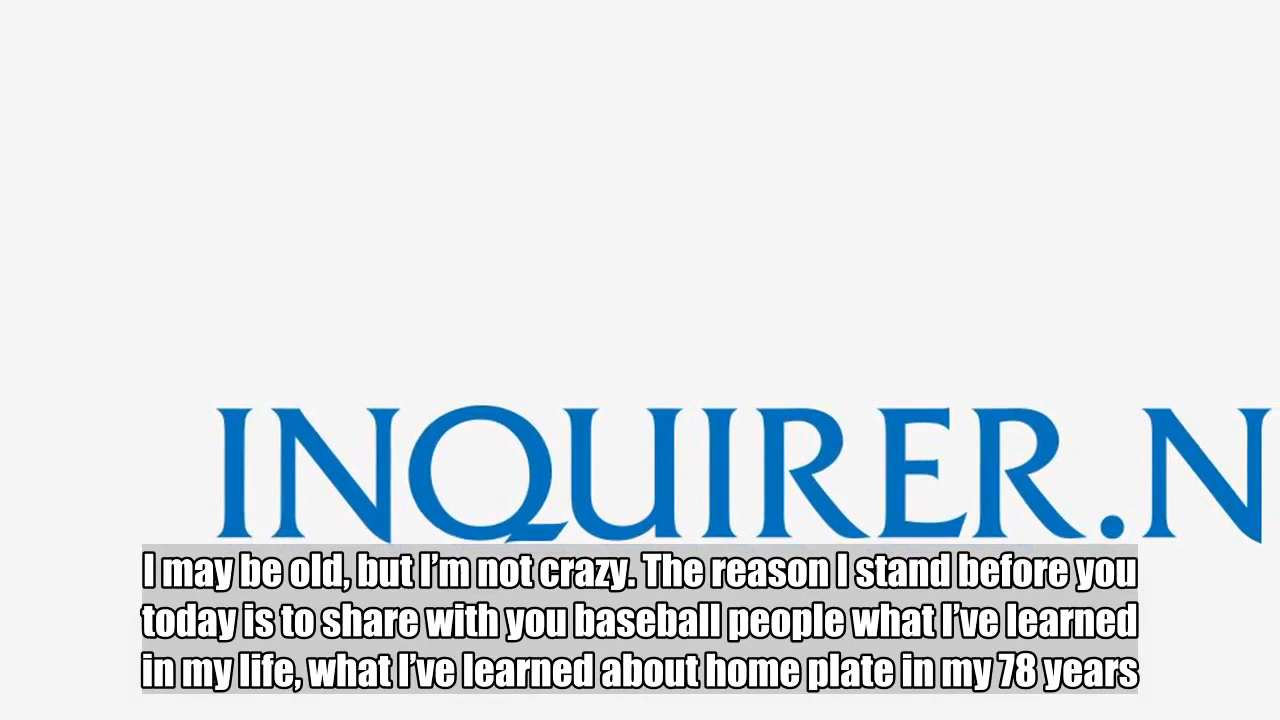 INQUIRER.N
I may be old, but I’m not crazy. The reason I stand before you
today is to share with you baseball people what I’ve learned
in my life, what I’ve learned about home plate in my 78 years